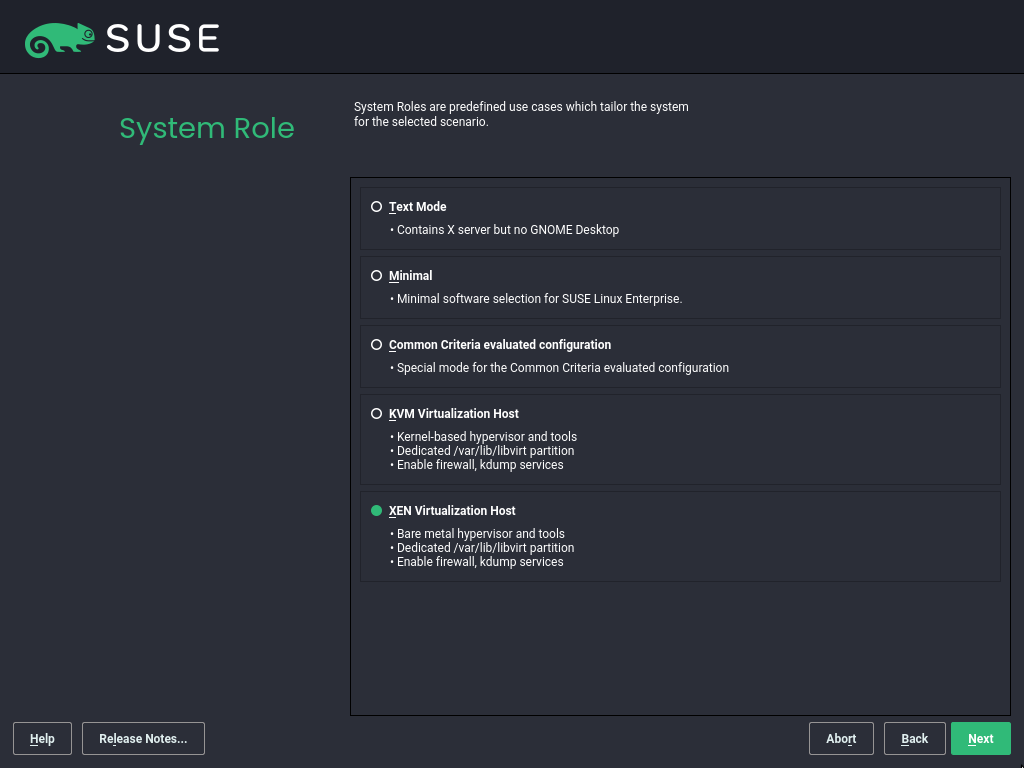 SUSE
System Role
System Roles are predefined use cases which tailor the system
for the selected scenario.
Text Mode
• Contains X server but no GNOME Desktop
Minimal
• Minimal software selection for SUSE Linux Enterprise.
Common Criteria evaluated configuration
• Special mode for the Common Criteria evaluated configuration
KVM Virtualization Host
• Kernel-based hypervisor and tools
• Dedicated /var/lib/libvirt partition
• Enable firewall, kdump services
XEN Virtualization Host
• Bare metal hypervisor and tools
• Dedicated /var/lib/libvirt partition
• Enable firewall, kdump services
Help Release Notes... Abort Back Next